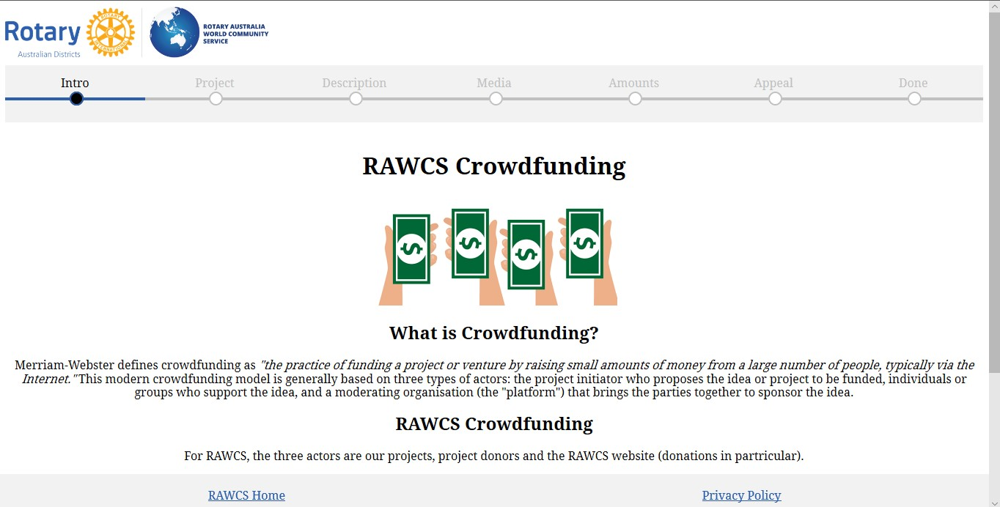 Rotary
Australian Districts
ROTARY
INTERNATIONAL
ROTARY AUSTRALIA
WORLD COMMUNITY
SERVICE
Intro
Project
Description
Media
Amounts
Appeal
Done
RAWCS Crowdfunding
$ $ $ $
What is Crowdfunding?
Merriam-Webster defines crowdfunding as "the practice of funding a project or venture by raising small amounts of money from a large number of people, typically via the
Internet." This modern crowdfunding model is generally based on three types of actors: the project initiator who proposes the idea or project to be funded, individuals or
groups who support the idea, and a moderating organisation (the "platform") that brings the parties together to sponsor the idea.
RAWCS Crowdfunding
For RAWCS, the three actors are our projects, project donors and the RAWCS website (donations in partricular).
RAWCS Home
Privacy Policy